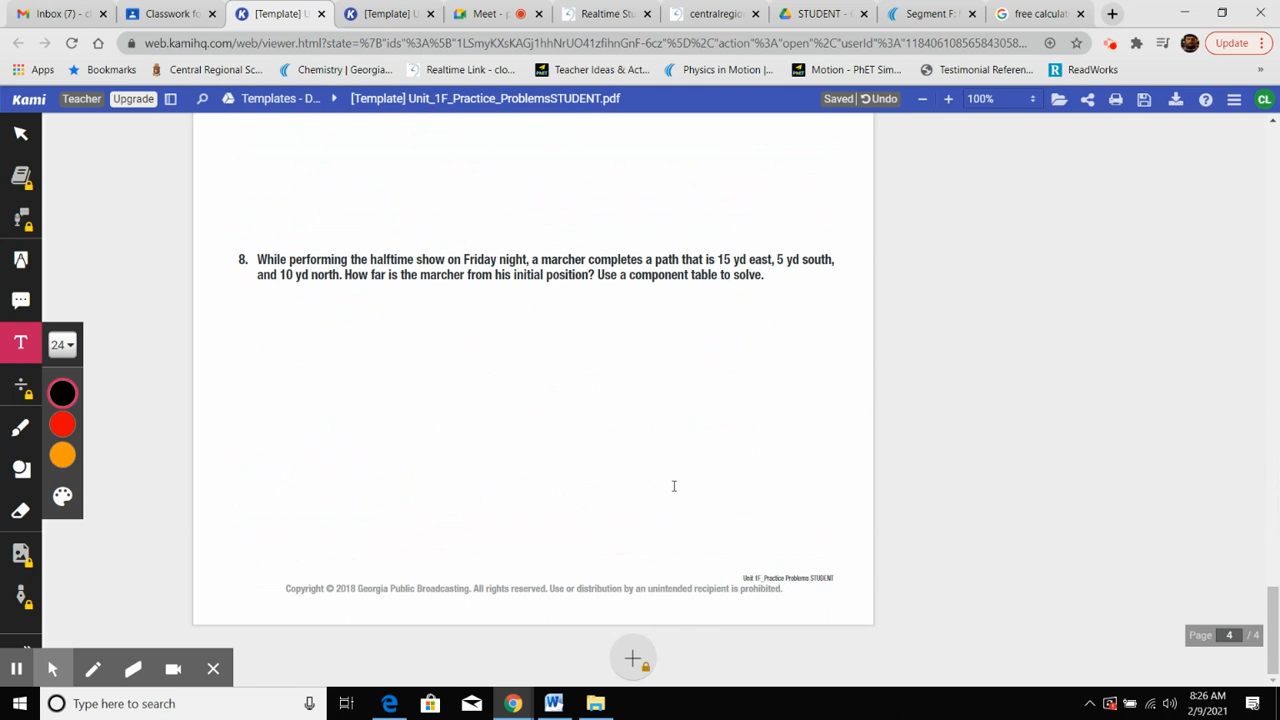 Inbox (26) - cl
Classroom fo
[Template] U
[Template] U
Meet - p
Realtime Stu
centralregio
STUDENT -
Segment F:
free calculat
web.kamihq.com/web/viewer.html?state=%7B"ids"%3A%5B"1LSmyKXsKAGj1hhNrUO41zfihnGnF-6cz"%5D%2C"action"%3A"open"%2C"userId"%3A"118406108565843058...
Update
Apps
Bookmarks
Central Regional Sc...
Chemistry | Georgia...
Realtime Link - clo...
Teacher Ideas & Act...
Physics in Motion |...
Motion - PhET Sim...
Testimonial Referen...
ReadWorks
»
Kami
Teacher
Upgrade
Templates - D...
[Template] Unit_1F_Practice_ProblemsSTUDENT.pdf
Saved
Undo
100%
CL
8. While performing the halftime show on Friday night, a marcher completes a path that is 15 yd east, 5 yd south,
and 10 yd north. How far is the marcher from his initial position? Use a component table to solve.
T
24
Unit 1F_Practice Problems STUDENT
Copyright © 2018 Georgia Public Broadcasting. All rights reserved. Use or distribution by an unintended recipient is prohibited.
Page 4 / 4
Type here to search
8:26 AM
2/9/2021